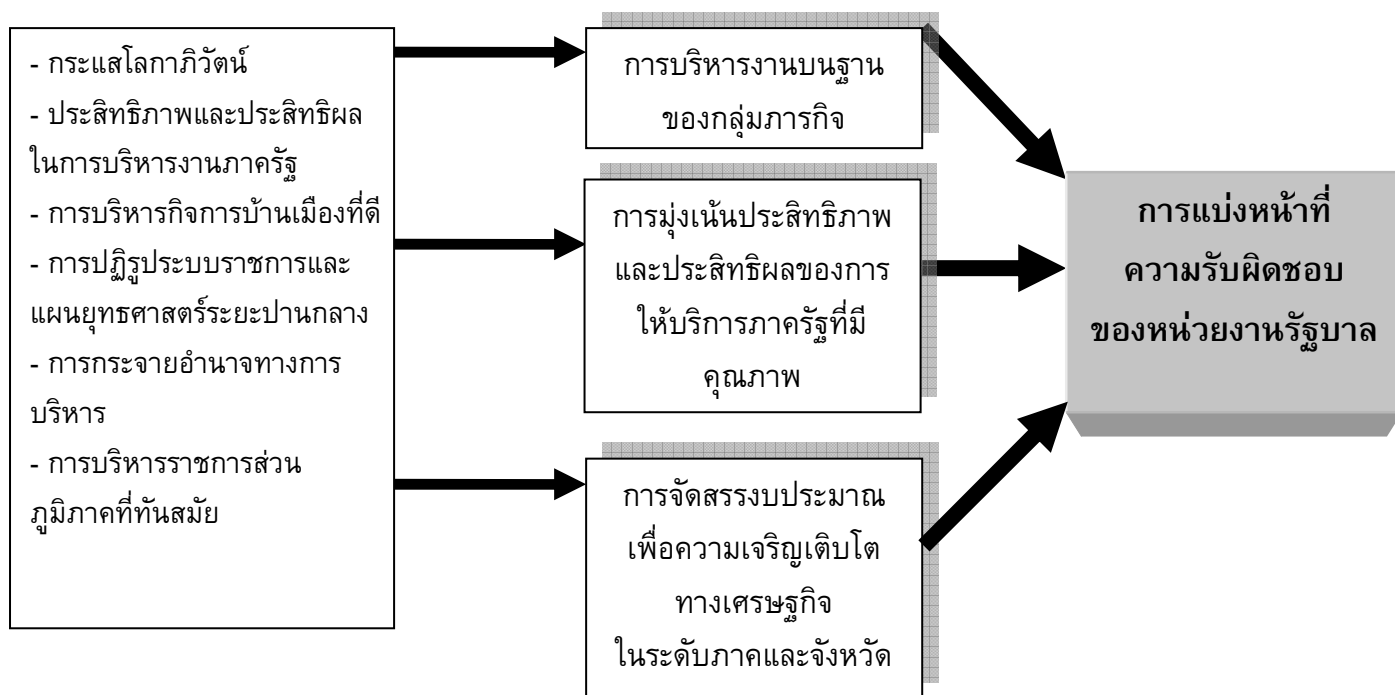 - กระแสโลกาภิวัตน์
- ประสิทธิภาพและประสิทธิผล
ในการบริหารงานภาครัฐ
- การบริหารกิจการบ้านเมืองที่ดี
- การปฏิรูประบบราชการและ
แผนยุทธศาสตร์ระยะปานกลาง
- การกระจายอำนาจทางการ
บริหาร
- การบริหารราชการส่วน
ภูมิภาคที่ทันสมัย
การบริหารงานบนฐาน
ของกลุ่มภารกิจ
การมุ่งเน้นประสิทธิภาพ
และประสิทธิผลของการ
ให้บริการภาครัฐที่มี
คุณภาพ
การจัดสรรงบประมาณ
เพื่อความเจริญเติบโต
ทางเศรษฐกิจ
ในระดับภาคและจังหวัด
การแบ่งหน้าที่
ความรับผิดชอบ
ของหน่วยงานรัฐบาล